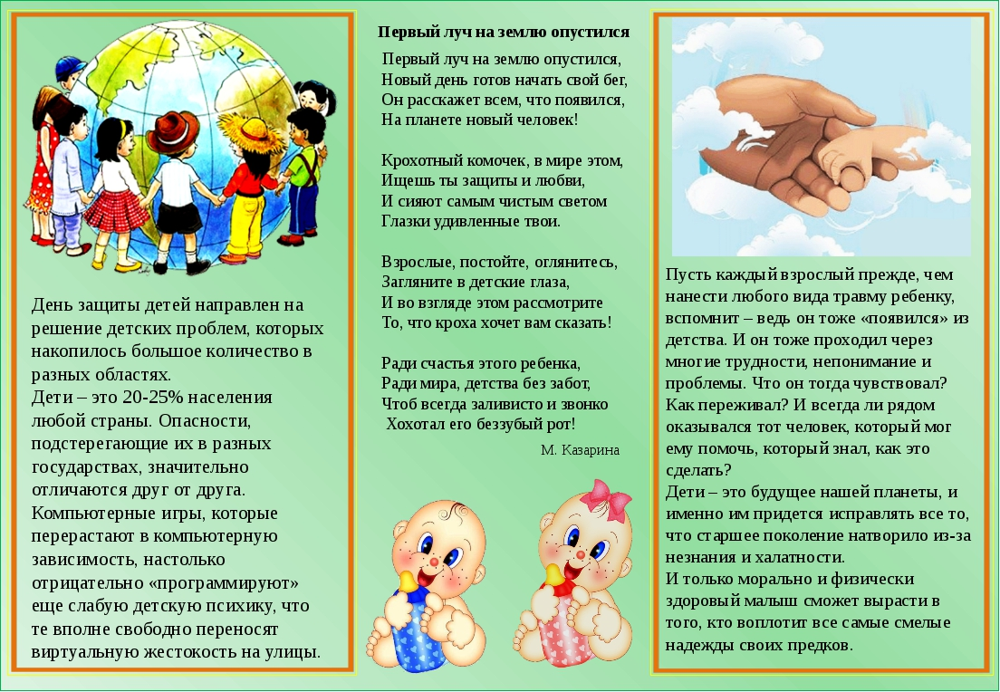 День защиты детей направлен на
решение детских проблем, которых
накопилось большое количество в
разных областях.
Дети – это 20-25% населения
любой страны. Опасности,
подстерегающие их в разных
государствах, значительно
отличаются друг от друга.
Компьютерные игры, которые
перерастают в компьютерную
зависимость, настолько
отрицательно «программируют»
еще слабую детскую психику, что
те вполне свободно переносят
виртуальную жестокость на улицы.
Первый луч на землю опустился
Первый луч на землю опустился,
Новый день готов начать свой бег,
Он расскажет всем, что появился,
На планете новый человек!
Крохотный комочек, в мире этом,
Ищешь ты защиты и любви,
И сияют самым чистым светом
Глазки удивленные твои.
Взрослые, постойте, оглянитесь,
Загляните в детские глаза,
И во взгляде этом рассмотрите
То, что кроха хочет вам сказать!
Ради счастья этого ребенка,
Ради мира, детства без забот,
Чтоб всегда заливисто и звонко
Хохотал его беззубый рот!
М. Казарина
Пусть каждый взрослый прежде, чем
нанести любого вида травму ребенку,
вспомнит – ведь он тоже «появился» из
детства. И он тоже проходил через
многие трудности, непонимание и
проблемы. Что он тогда чувствовал?
Как переживал? И всегда ли рядом
оказывался тот человек, который мог
ему помочь, который знал, как это
сделать?
Дети – это будущее нашей планеты, и
именно им придется исправлять все то,
что старшее поколение натворило из-за
незнания и халатности.
И только морально и физически
здоровый малыш сможет вырасти в
того, кто воплотит все самые смелые
надежды своих предков.